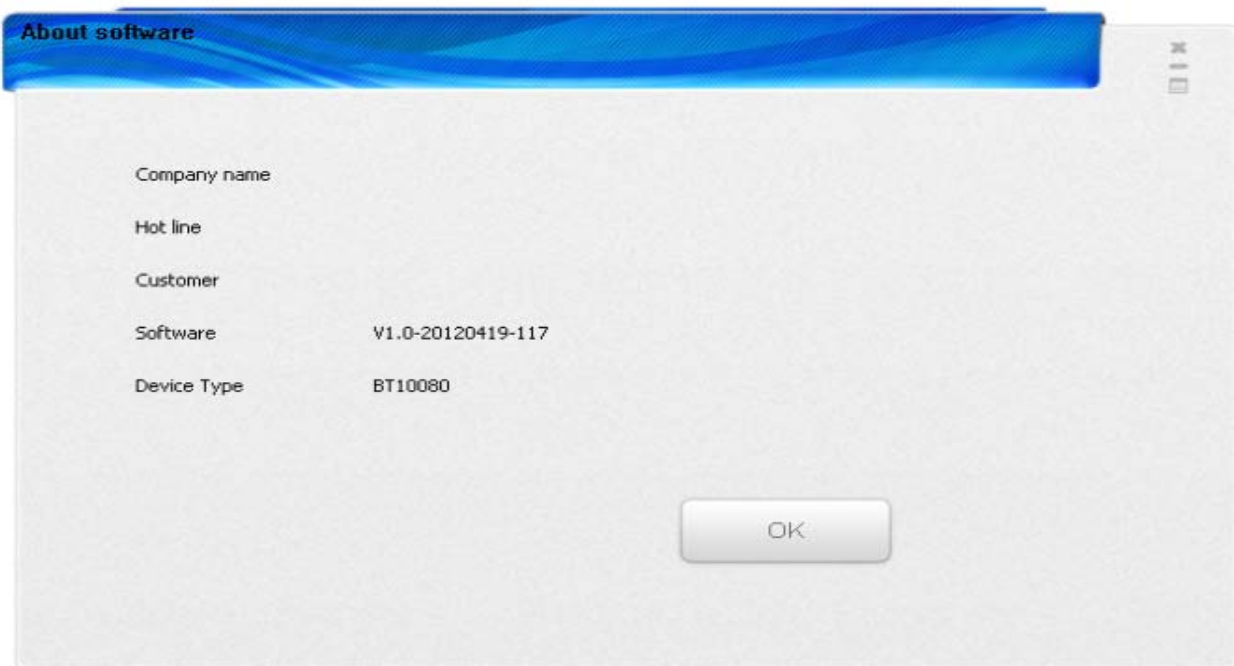 About software
Company name
Hot line
Customer
Software V1.0-20120419-117
Device Type BT10080
OK